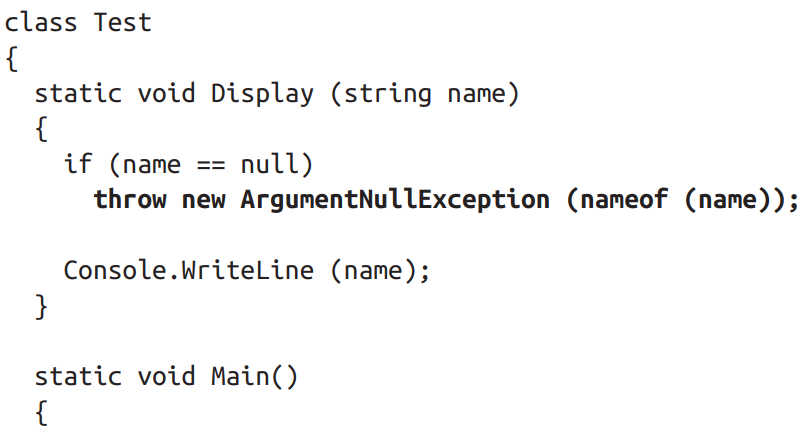 class Test
{
  static void Display (string name)
  {
    if (name == null)
      throw new ArgumentNullException (nameof (name));

    Console.WriteLine (name);
  }

  static void Main()
  {